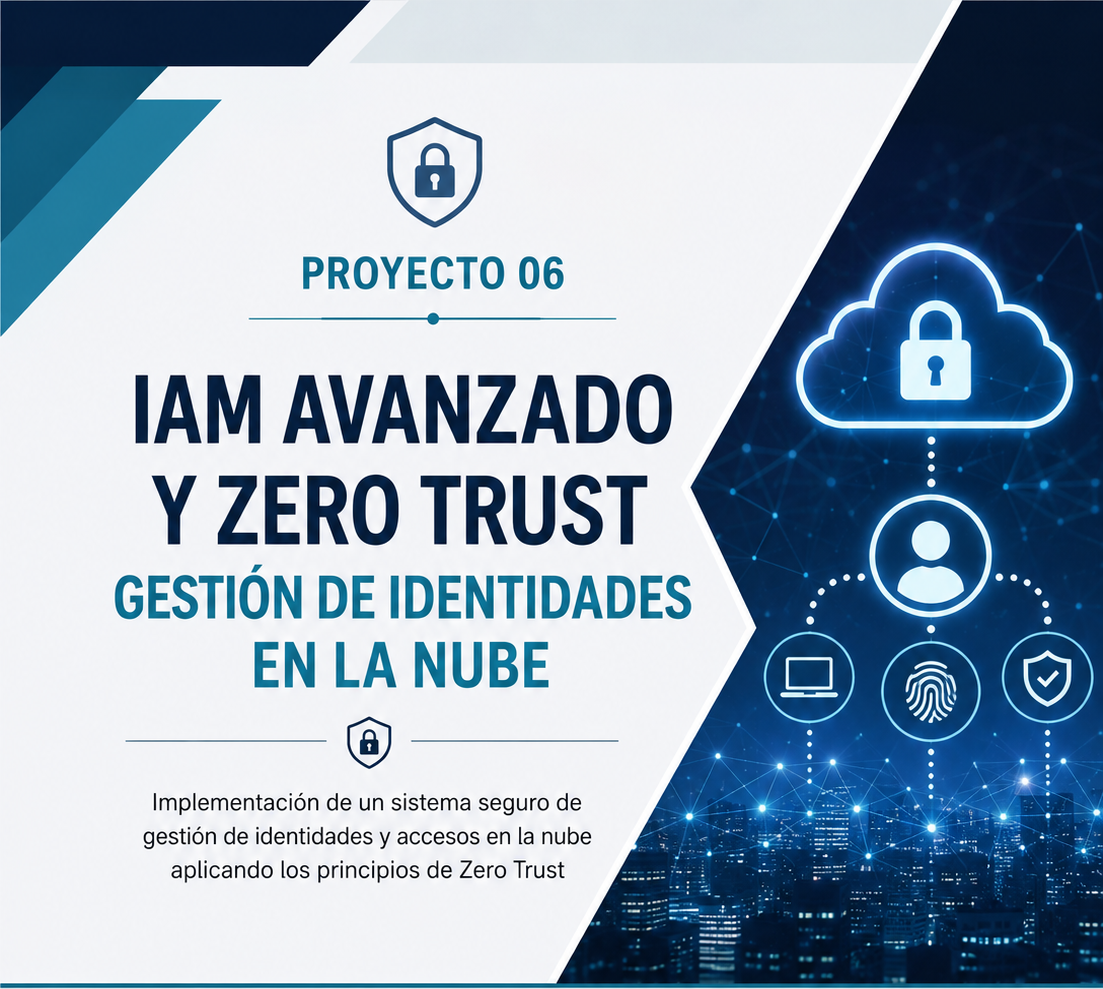 PROYECTO 06
IAM AVANZADO
Y ZERO TRUST
GESTIÓN DE IDENTIDADES
EN LA NUBE
Implementación de un sistema seguro de
gestión de identidades y accesos en la nube
aplicando los principios de Zero Trust